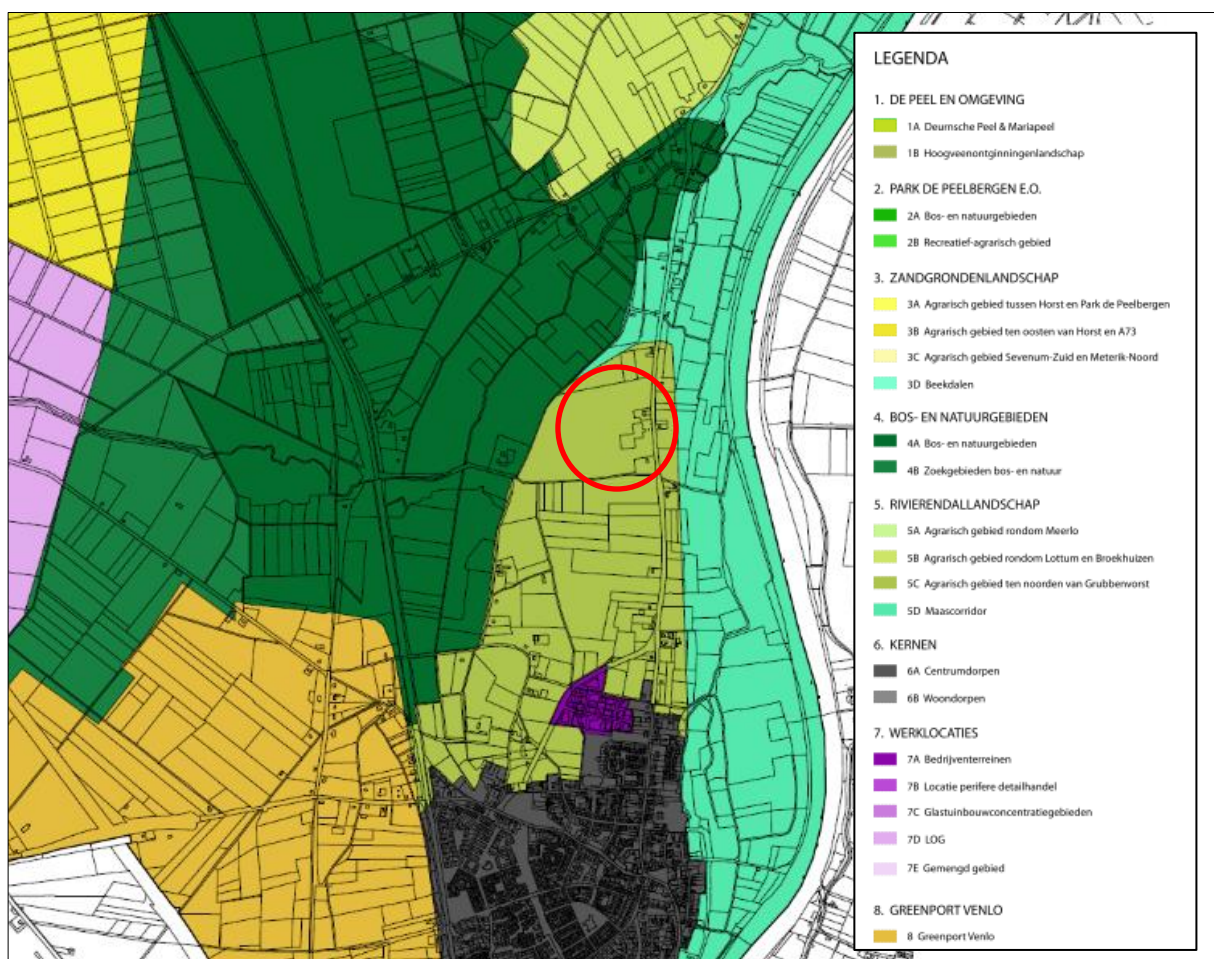 LEGENDA
1. DE PEEL EN OMGEVING
1A Deurnsche Peel & Mariapeel
1B Hoogveenontginningenlandschap
2. PARK DE PEELBERGEN E.O.
2A Bos- en natuurgebieden
2B Recreatief-agrarisch gebied
3. ZANDGRONDENLANDSCHAP
3A Agrarisch gebied tussen Horst en Park de Peelbergen
3B Agrarisch gebied ten oosten van Horst en A73
3C Agrarisch gebied Sevenum-Zuid en Meterik-Noord
3D Beekdalen
4. BOS- EN NATUURGEBIEDEN
4A Bos- en natuurgebieden
4B Zoekgebieden bos- en natuur
5. RIVIERENDALLANDSCHAP
5A Agrarisch gebied rondom Meerlo
5B Agrarisch gebied rondom Lottum en Broekhuizen
5C Agrarisch gebied ten noorden van Grubbenvorst
5D Maascorridor
6. KERNEN
6A Centrumdorpen
6B Woondorpen
7. WERKLOCATIES
7A Bedrijventerreinen
7B Locatie perifere detailhandel
7C Glastuinbouwconcentratiegebieden
7D LOG
7E Gemengd gebied
8. GREENPORT VENLO
8 Greenport Venlo